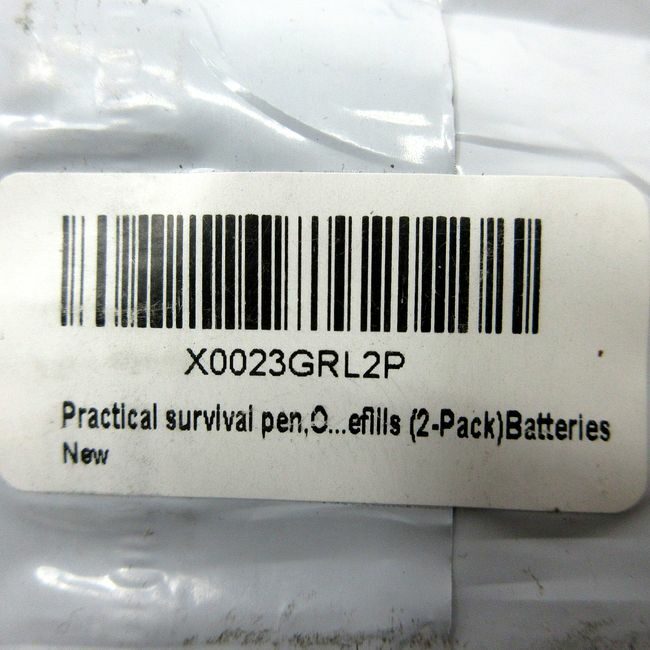 X0023GRL2P
Practical survival pen,O...efills (2-Pack)Batteries
New